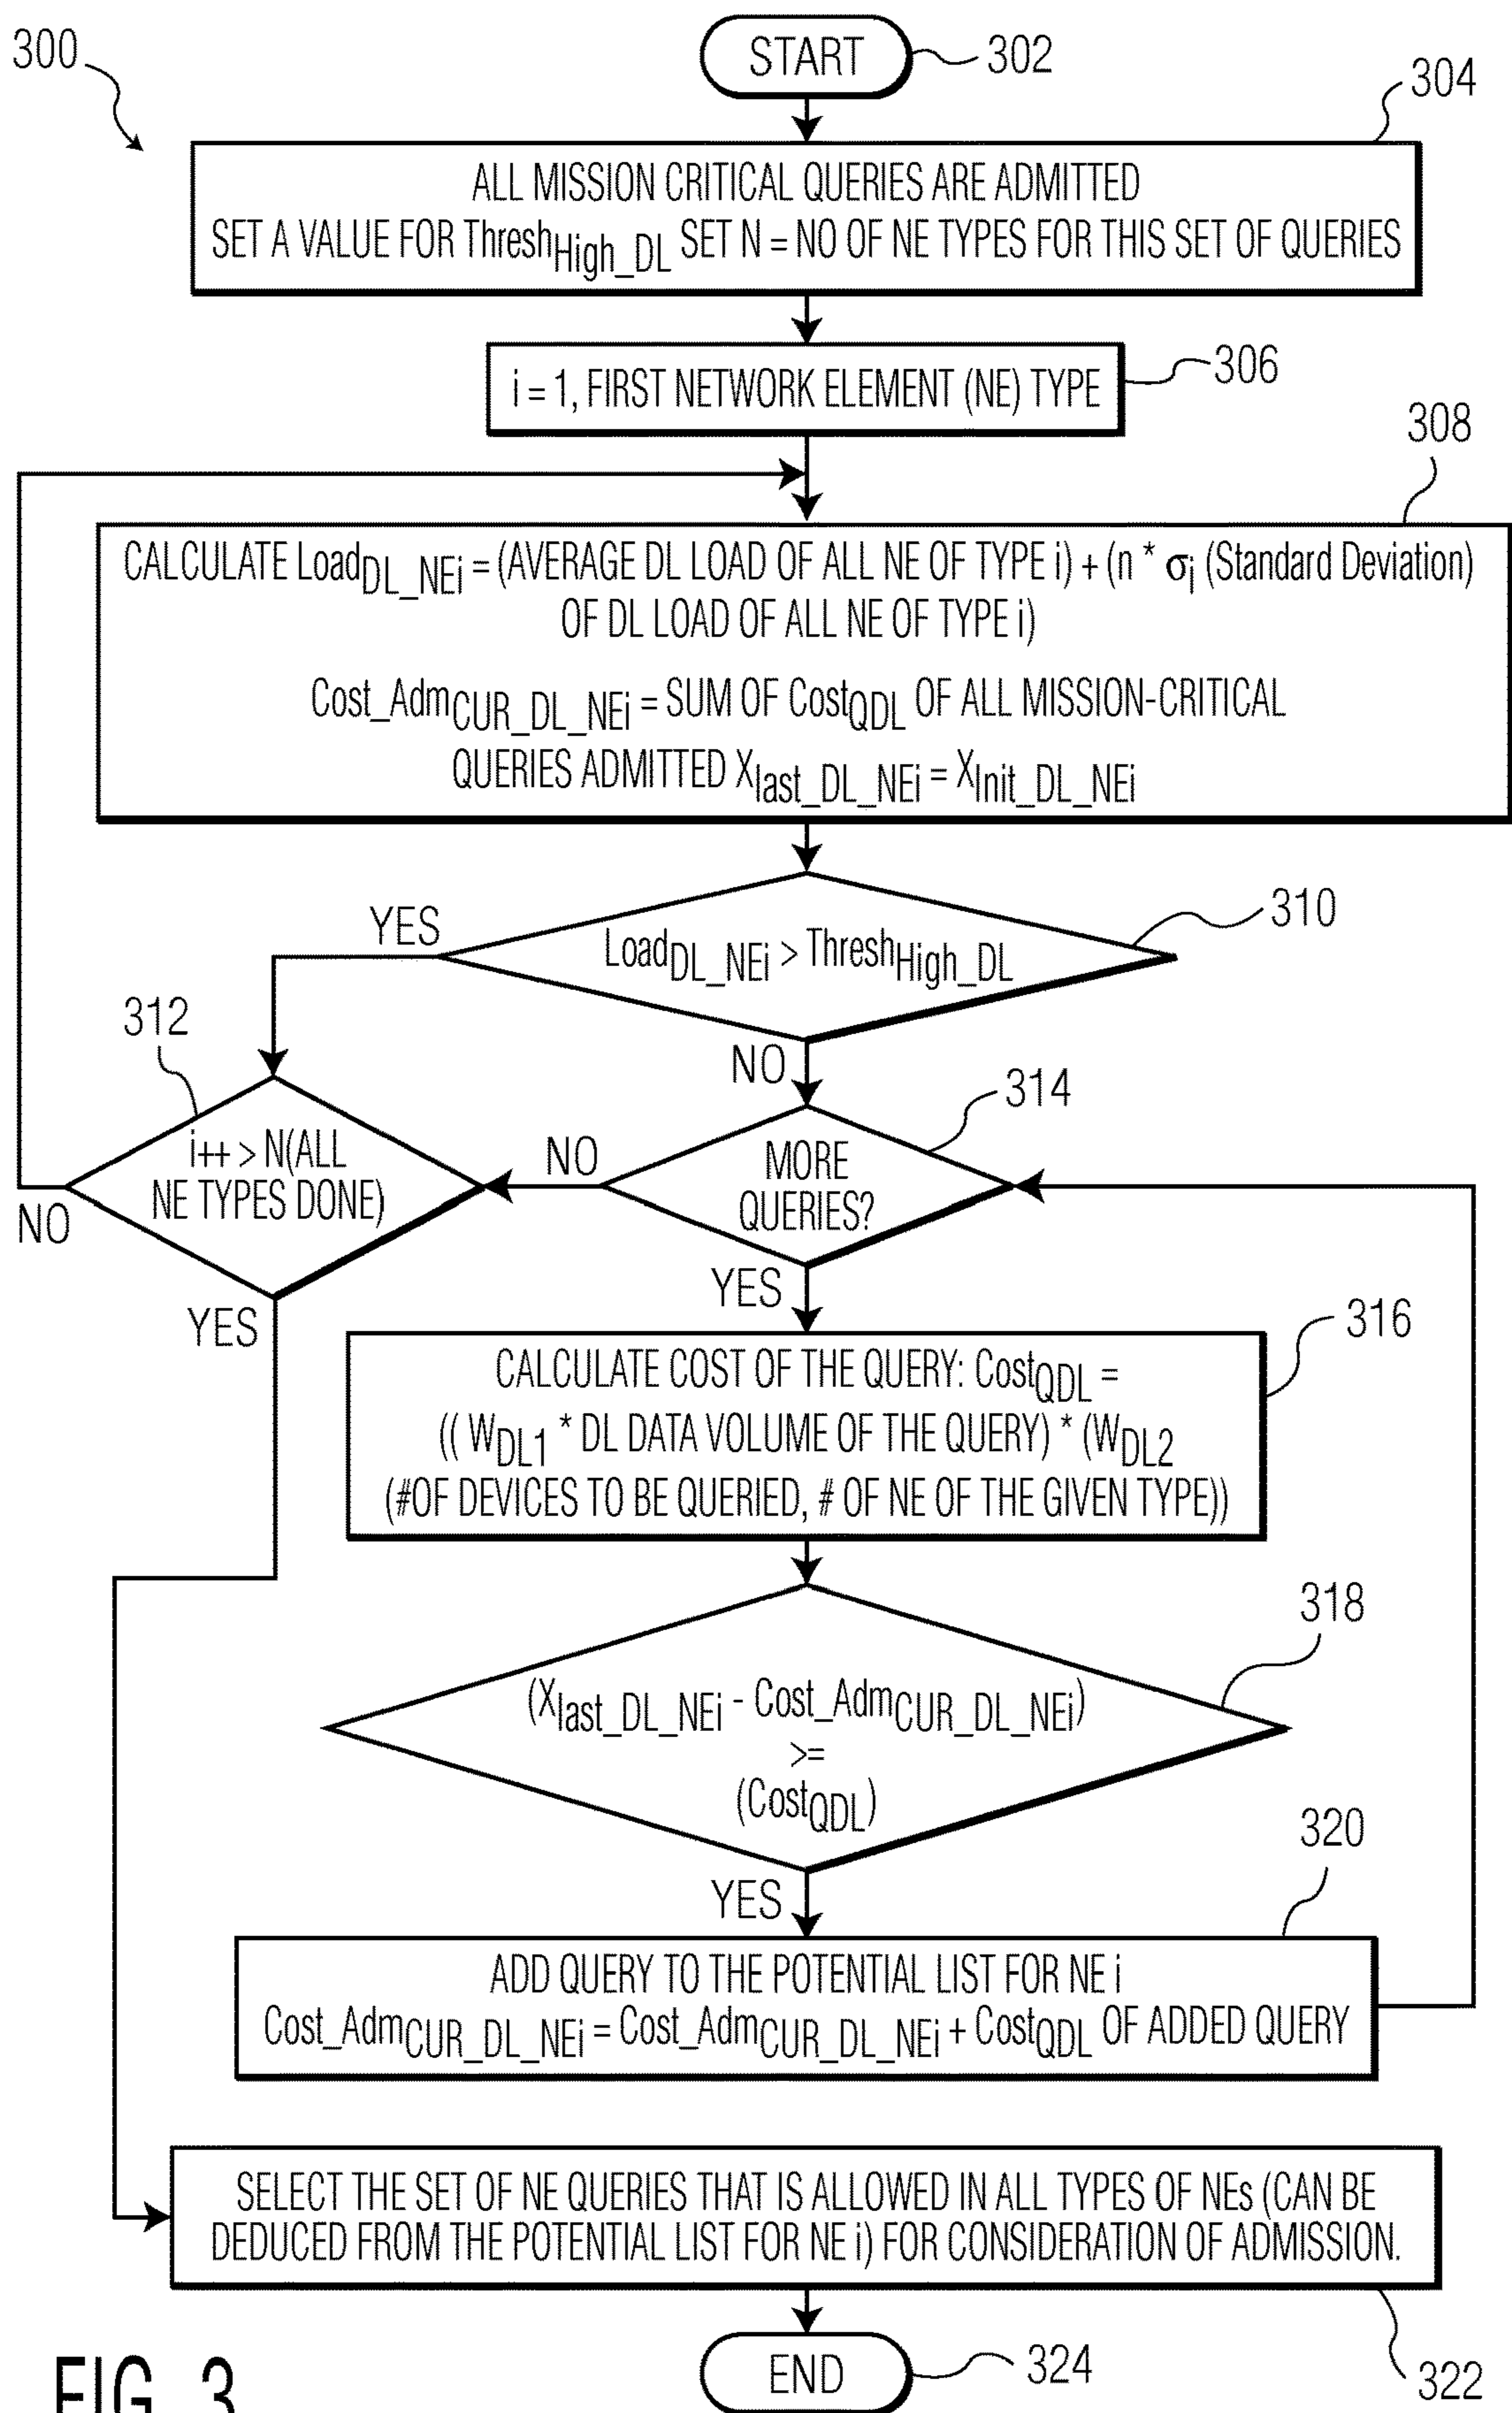 300
START
302
304
ALL MISSION CRITICAL QUERIES ARE ADMITTED
SET A VALUE FOR ThreshHigh_DL SET N = NO OF NE TYPES FOR THIS SET OF QUERIES
i = 1, FIRST NETWORK ELEMENT (NE) TYPE
306
308
CALCULATE LoadDL_NEi = (AVERAGE DL LOAD OF ALL NE OF TYPE i) + (n * σi (Standard Deviation)
OF DL LOAD OF ALL NE OF TYPE i)
Cost_AdmCUR_DL_NEi = SUM OF CostQDL OF ALL MISSION-CRITICAL
QUERIES ADMITTED Xlast_DL_NEi = XInit_DL_NEi
YES
LoadDL_NEi > ThreshHigh_DL
310
312
NO
314
i++ > N(ALL
NE TYPES DONE)
NO
MORE
QUERIES?
NO
YES
YES
316
CALCULATE COST OF THE QUERY: CostQDL =
(( WDL1 * DL DATA VOLUME OF THE QUERY) * (WDL2
(#OF DEVICES TO BE QUERIED, # OF NE OF THE GIVEN TYPE))
318
(Xlast_DL_NEi - Cost_AdmCUR_DL_NEi)
>=
(CostQDL)
YES
320
ADD QUERY TO THE POTENTIAL LIST FOR NE i
Cost_AdmCUR_DL_NEi = Cost_AdmCUR_DL_NEi + CostQDL OF ADDED QUERY
SELECT THE SET OF NE QUERIES THAT IS ALLOWED IN ALL TYPES OF NEs (CAN BE
DEDUCED FROM THE POTENTIAL LIST FOR NE i) FOR CONSIDERATION OF ADMISSION.
322
END
324
FIG. 3